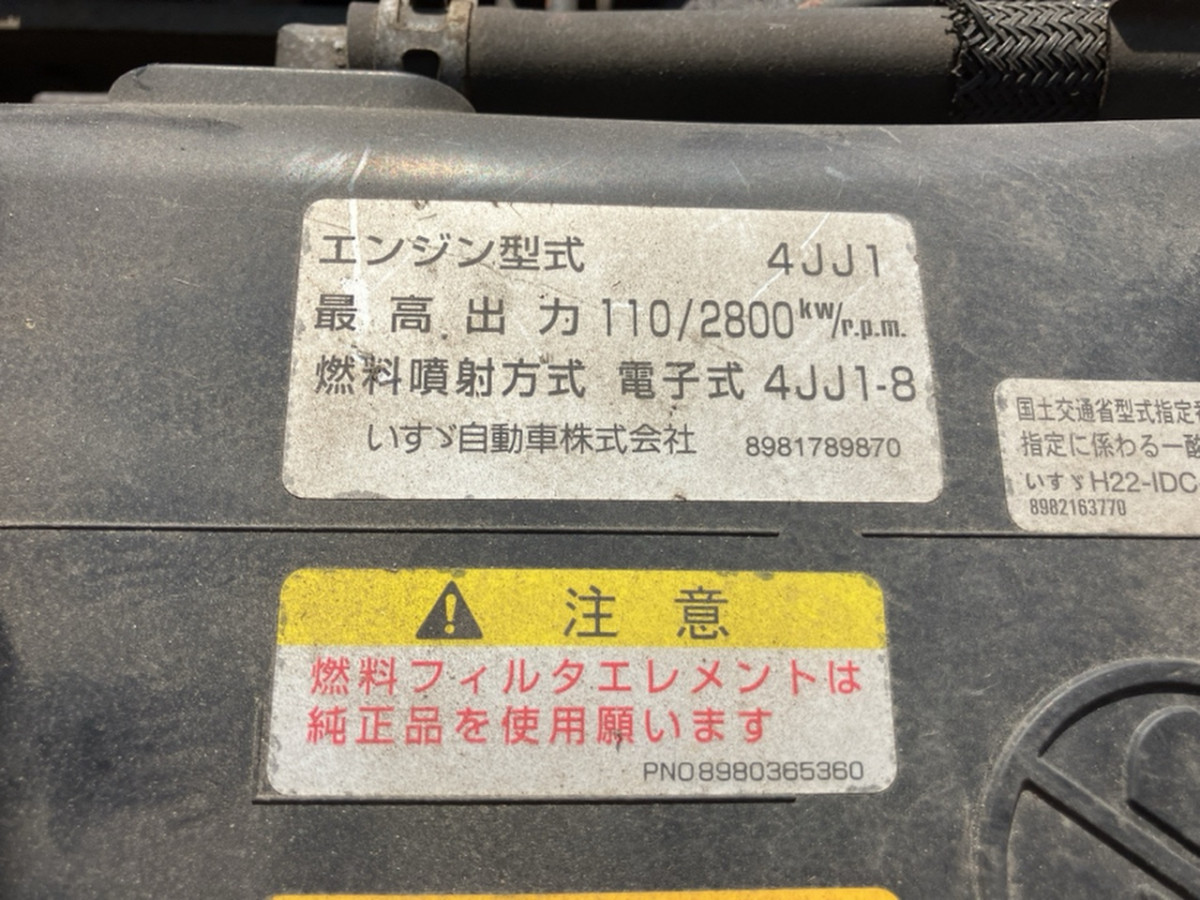 エンジン型式 4JJ1
最高出力 110/2800kw/r.p.m.
燃料噴射方式 電子式 4JJ1-8
いすゞ自動車株式会社 8981789870
国土交通省型式指定
指定に係わる一酸
いすゞH22-IDC
8982163770
注意
燃料フィルタエレメントは
純正品を使用願います
PNO8980365360